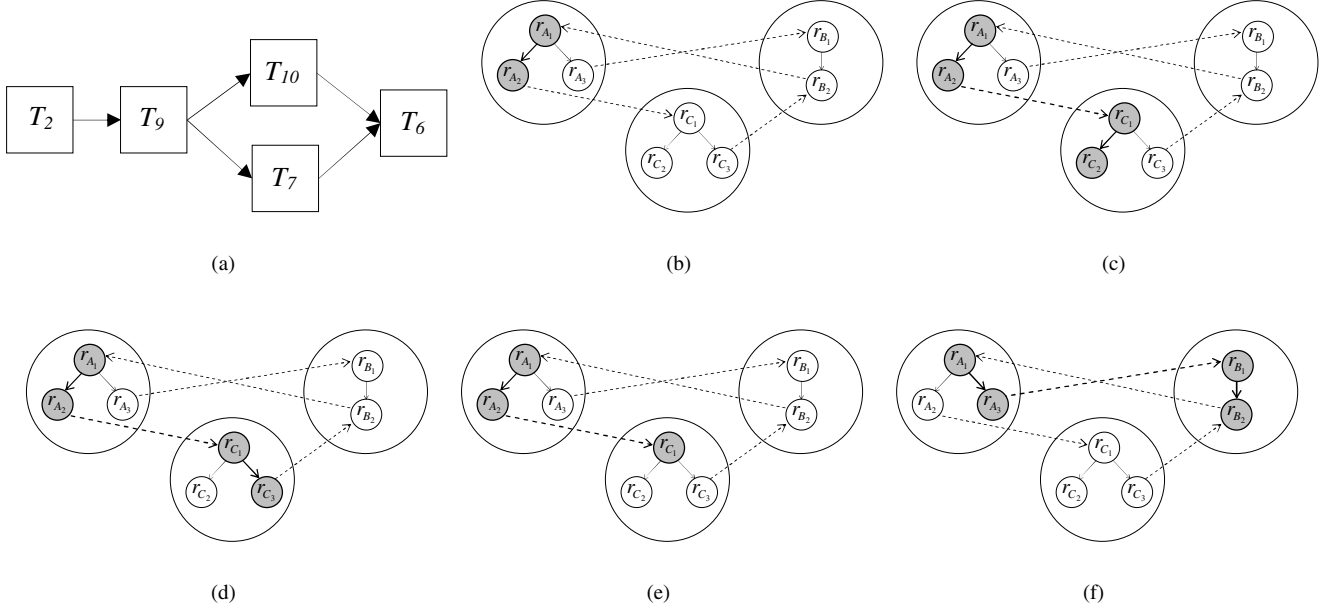 T2
T9
T10
T7
T6
(a)
rA1
rA2
rA3
rB1
rB2
rC1
rC2
rC3
(b)
rA1
rA2
rA3
rB1
rB2
rC1
rC2
rC3
(c)
rA1
rA2
rA3
rB1
rB2
rC1
rC2
rC3
(d)
rA1
rA2
rA3
rB1
rB2
rC1
rC2
rC3
(e)
rA1
rA2
rA3
rB1
rB2
rC1
rC2
rC3
(f)